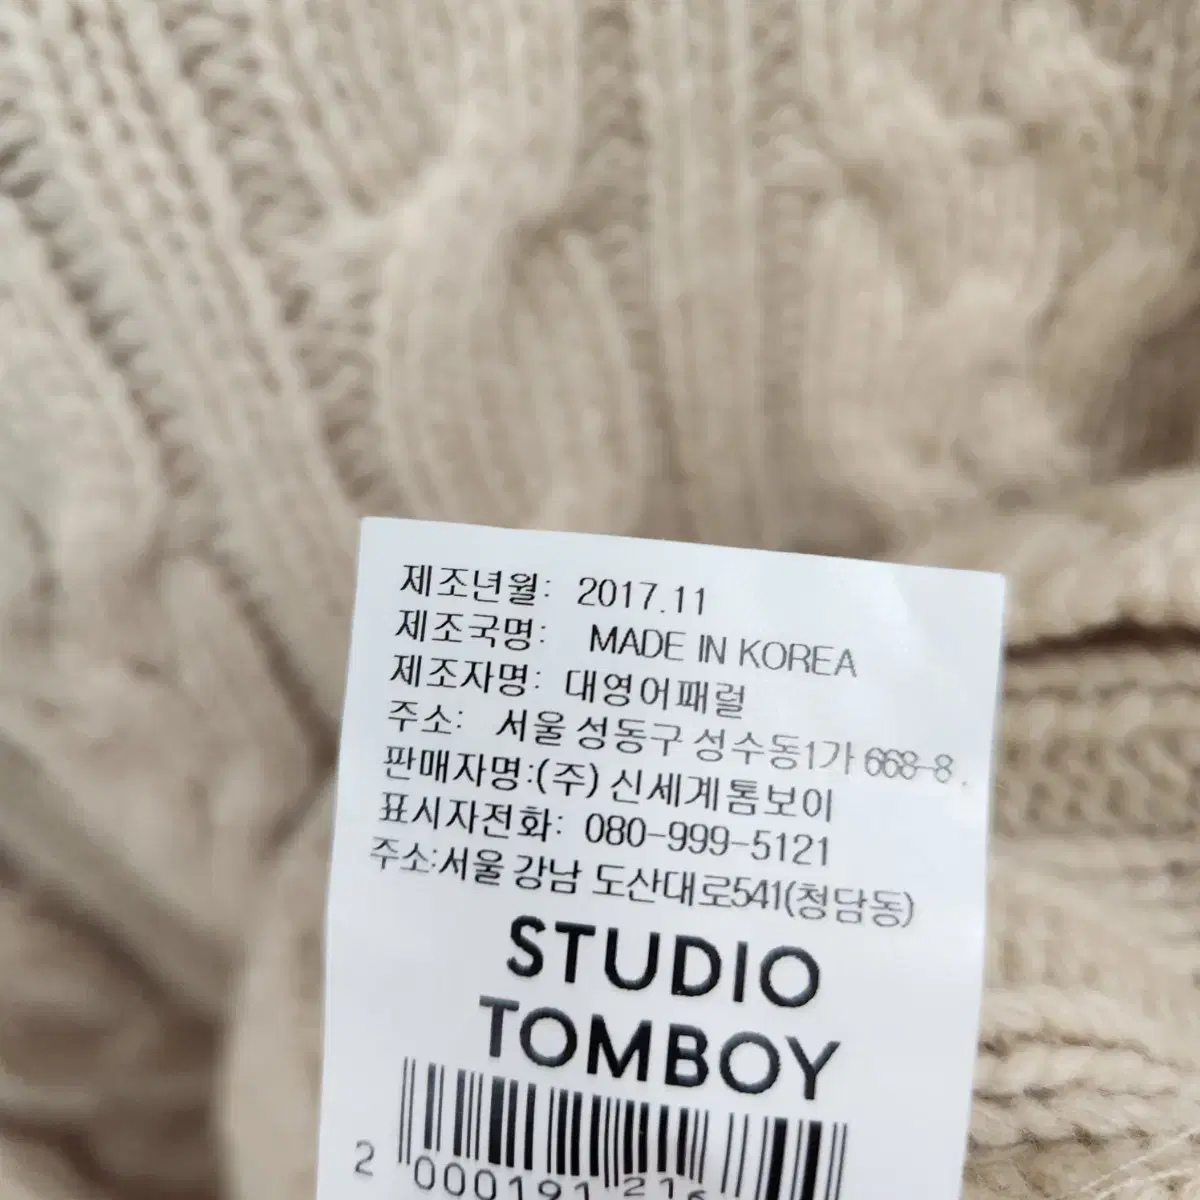 제조년월: 2017.11
제조국명: MADE IN KOREA
제조자명: 대영어패럴
주소: 서울 성동구 성수동1가 668-8.
판매자명:(주) 신세계톰보이
표시자전화: 080-999-5121
주소:서울 강남 도산대로541(청담동)
STUDIO
TOMBOY
2 000191 216